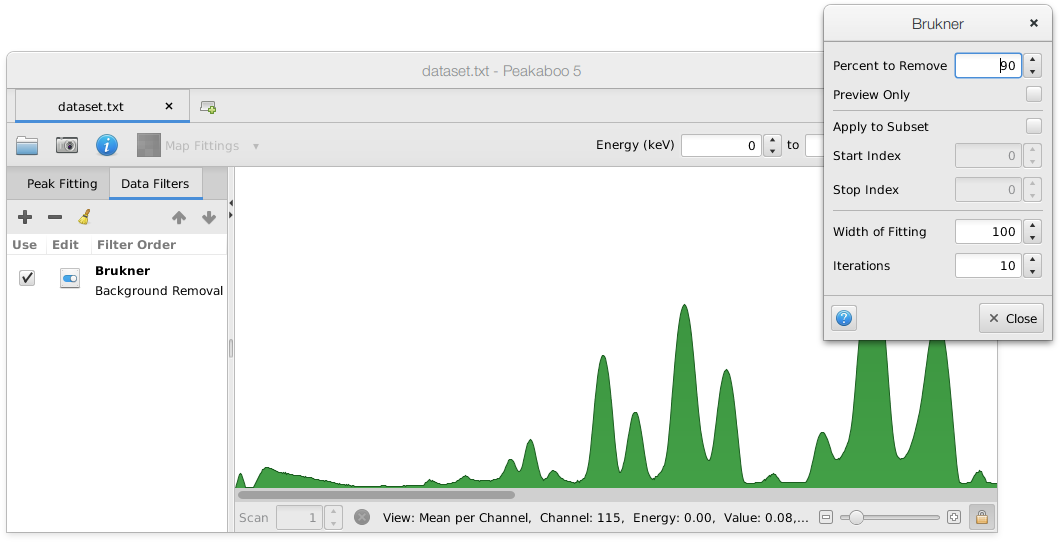 Brukner
dataset.txt - Peakaboo 5
Percent to Remove 90
Preview Only
dataset.txt
Apply to Subset
Map Fittings
Energy (keV) 0 to
Start Index 0
Peak Fitting Data Filters
Stop Index 0
Use Edit Filter Order
Width of Fitting 100
Brukner
Background Removal
Iterations 10
Close
Scan 1 View: Mean per Channel, Channel: 115, Energy: 0.00, Value: 0.08,...